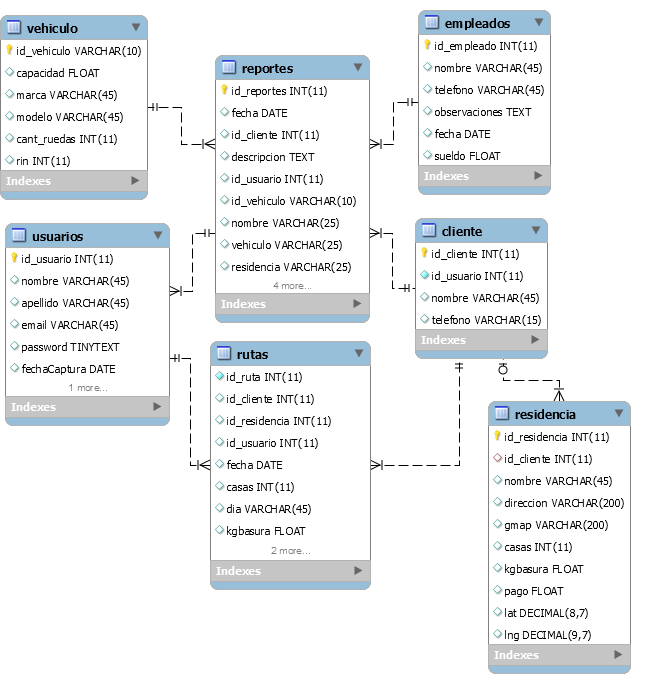 vehiculo
id_vehiculo VARCHAR(10)
capacidad FLOAT
marca VARCHAR(45)
modelo VARCHAR(45)
cant_ruedas INT(11)
rin INT(11)
Indexes
reportes
id_reportes INT(11)
fecha DATE
id_cliente INT(11)
descripcion TEXT
id_usuario INT(11)
id_vehiculo VARCHAR(10)
nombre VARCHAR(25)
vehiculo VARCHAR(25)
residencia VARCHAR(25)
4 more...
Indexes
empleados
id_empleado INT(11)
nombre VARCHAR(45)
telefono VARCHAR(45)
observaciones TEXT
fecha DATE
sueldo FLOAT
Indexes
usuarios
id_usuario INT(11)
nombre VARCHAR(45)
apellido VARCHAR(45)
email VARCHAR(45)
password TINYTEXT
fechaCaptura DATE
1 more...
Indexes
cliente
id_cliente INT(11)
id_usuario INT(11)
nombre VARCHAR(45)
telefono VARCHAR(15)
Indexes
rutas
id_ruta INT(11)
id_cliente INT(11)
id_residencia INT(11)
id_usuario INT(11)
fecha DATE
casas INT(11)
dia VARCHAR(45)
kgbasura FLOAT
2 more...
Indexes
residencia
id_residencia INT(11)
id_cliente INT(11)
nombre VARCHAR(45)
direccion VARCHAR(200)
gmap VARCHAR(200)
casas INT(11)
kgbasura FLOAT
pago FLOAT
lat DECIMAL(8,7)
lng DECIMAL(9,7)
Indexes